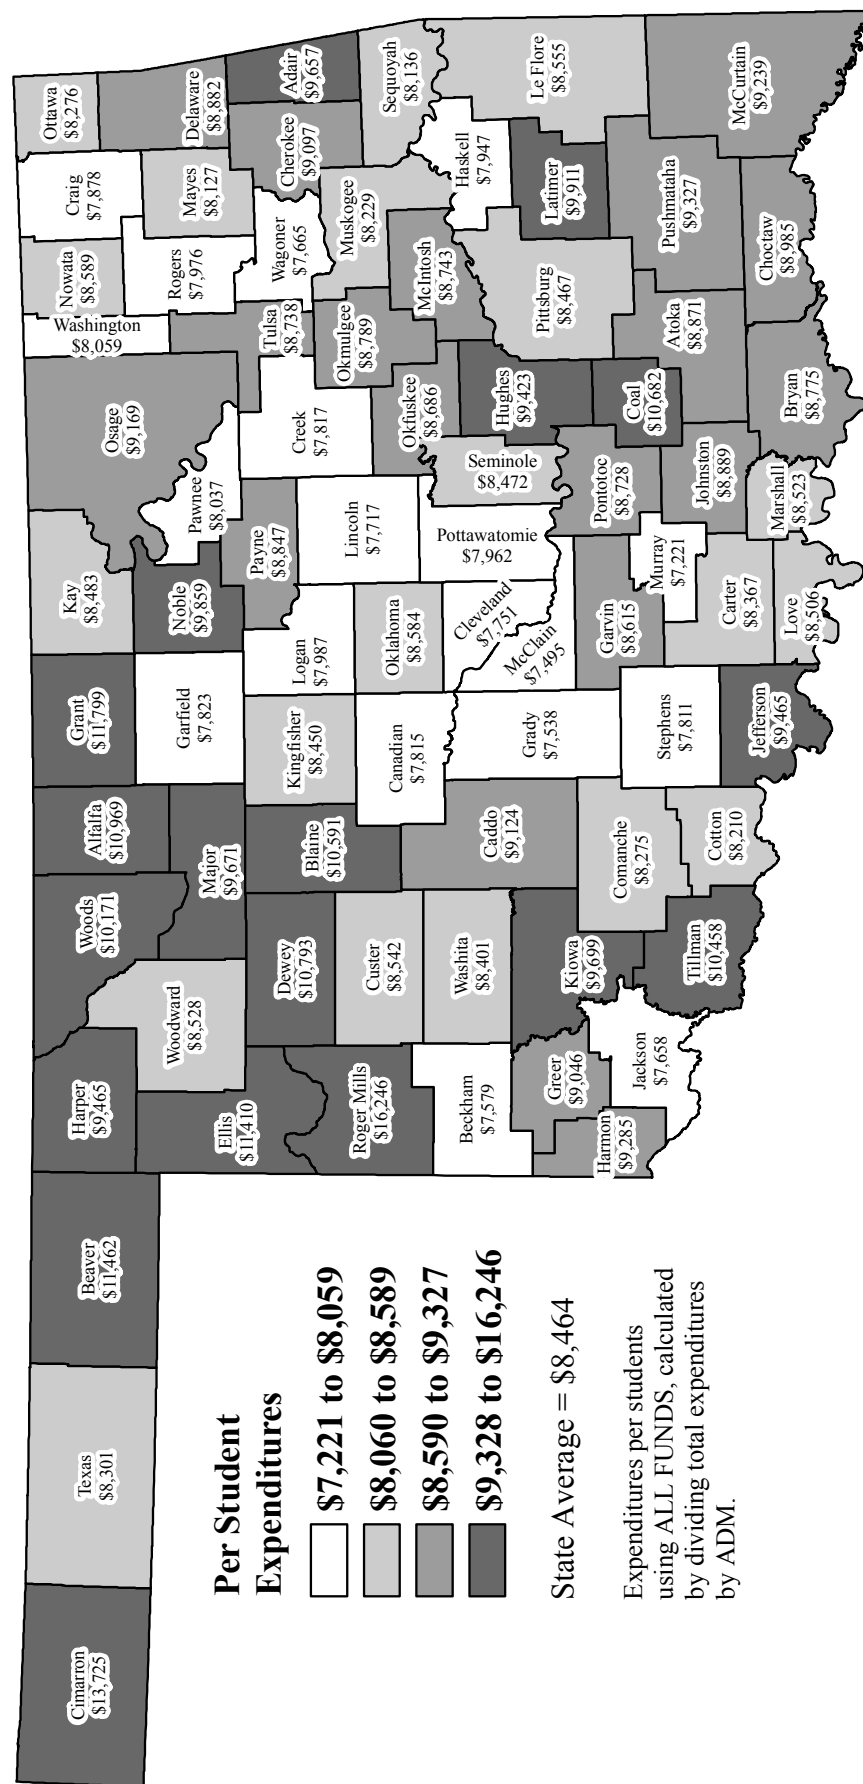 Cimarron
$13,725
Texas
$8,301
Beaver
$11,462
Harper
$9,465
Woods
$10,171
Alfalfa
$10,969
Grant
$11,799
Kay
$8,483
Osage
$9,169
Washington
$8,059
Nowata
$8,589
Craig
$7,878
Ottawa
$8,276
Ellis
$11,410
Woodward
$8,528
Major
$9,671
Garfield
$7,823
Noble
$9,859
Pawnee
$8,037
Rogers
$7,976
Mayes
$8,127
Delaware
$8,882
Roger Mills
$16,246
Dewey
$10,793
Blaine
$10,591
Kingfisher
$8,450
Logan
$7,987
Payne
$8,847
Creek
$7,817
Tulsa
$8,738
Wagoner
$7,665
Cherokee
$9,097
Adair
$9,657
Custer
$8,542
Canadian
$7,815
Oklahoma
$8,584
Lincoln
$7,717
Okfuskee
$8,686
Okmulgee
$8,789
Muskogee
$8,229
Sequoyah
$8,136
Beckham
$7,579
Washita
$8,401
Caddo
$9,124
Grady
$7,538
McClain
$7,495
Cleveland
$7,751
Pottawatomie
$7,962
Seminole
$8,472
Hughes
$9,423
McIntosh
$8,743
Haskell
$7,947
Le Flore
$8,555
Harmon
$9,285
Greer
$9,046
Kiowa
$9,699
Comanche
$8,275
Stephens
$7,811
Garvin
$8,615
Murray
$7,221
Pontotoc
$8,728
Coal
$10,682
Pittsburg
$8,467
Latimer
$9,911
Jackson
$7,658
Tillman
$10,458
Cotton
$8,210
Jefferson
$9,465
Carter
$8,367
Johnston
$8,889
Atoka
$8,871
Pushmataha
$9,327
McCurtain
$9,239
Love
$8,506
Marshall
$8,523
Bryan
$8,775
Choctaw
$8,985
Per Student
Expenditures
$7,221 to $8,059
$8,060 to $8,589
$8,590 to $9,327
$9,328 to $16,246
State Average = $8,464
Expenditures per students
using ALL FUNDS, calculated
by dividing total expenditures
by ADM.